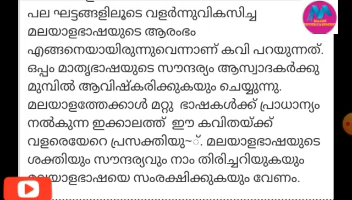 പല ഘട്ടങ്ങളിലൂടെ വളർന്നുവികസിച്ച
മലയാളഭാഷയുടെ ആരംഭം
എങ്ങനെയായിരുന്നുവെന്നാണ് കവി പറയുന്നത്.
ഒപ്പം മാതൃഭാഷയുടെ സൗന്ദര്യം ആസ്വാദകർക്കു
മുമ്പിൽ ആവിഷ്കരിക്കുകയും ചെയ്യുന്നു.
മലയാളത്തേക്കാൾ മറ്റു ഭാഷകൾക്ക് പ്രാധാന്യം
നൽകുന്ന ഇക്കാലത്ത് ഈ കവിതയ്ക്ക്
വളരെയേറെ പ്രസക്തിയു~്. മലയാളഭാഷയുടെ
ശക്തിയും സൗന്ദര്യവും നാം തിരിച്ചറിയുകയും
മലയാളഭാഷയെ സംരക്ഷിക്കുകയും വേണം.